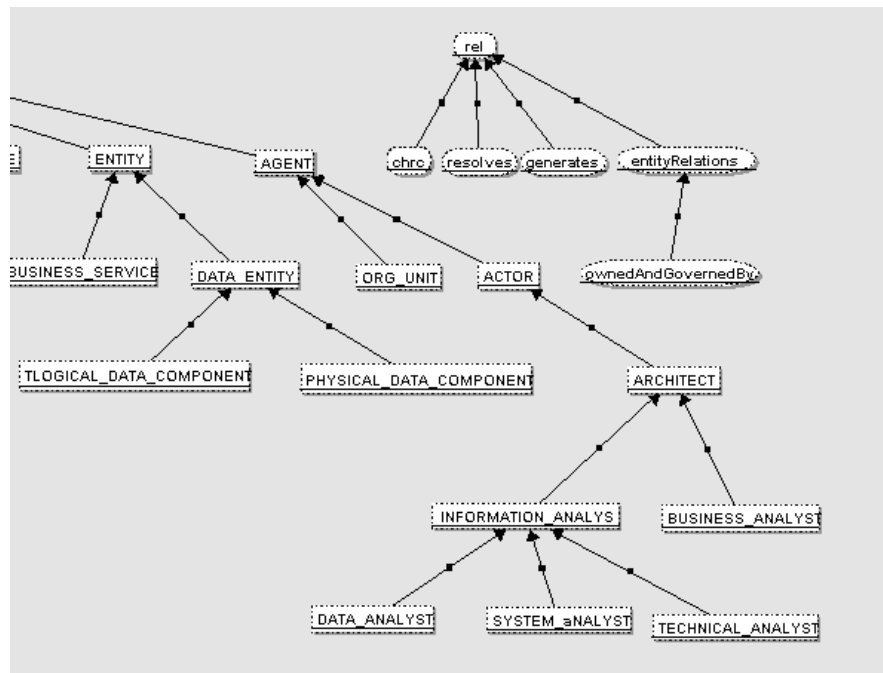 rel
chrc
resolves
generates
entityRelations
E
ENTITY
AGENT
BUSINESS_SERVICE
DATA_ENTITY
ORG_UNIT
ACTOR
ownedAndGovernedBy
TLOGICAL_DATA_COMPONENT
PHYSICAL_DATA_COMPONENT
ARCHITECT
INFORMATION_ANALYS
BUSINESS_ANALYST
DATA_ANALYST
SYSTEM_aNALYST
TECHNICAL_ANALYST